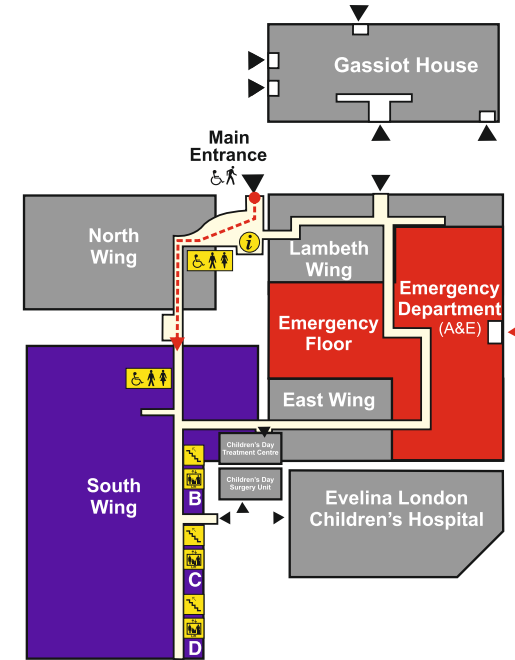 Gassiot House
Main
Entrance
i
North
Wing
Lambeth
Wing
Emergency
Department
(A&E)
Emergency
Floor
East Wing
Children's Day
Treatment Centre
Children's Day
Surgery Unit
South
Wing
B
Evelina London
Children's Hospital
C
D